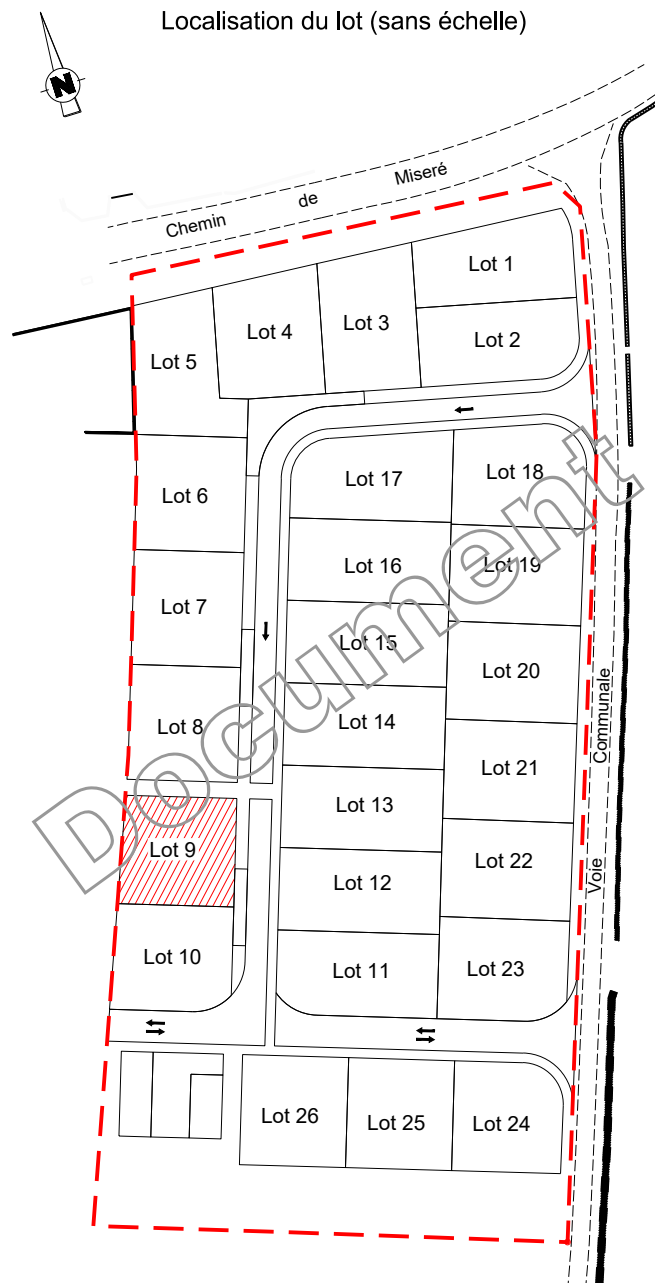 Localisation du lot (sans échelle)
N
Chemin de Miseré
Lot 1
Lot 2
Lot 3
Lot 4
Lot 5
Lot 6
Lot 7
Lot 8
Lot 9
Lot 10
Lot 17
Lot 18
Lot 16
Lot 19
Lot 15
Lot 20
Lot 14
Lot 21
Lot 13
Lot 22
Lot 12
Lot 23
Lot 11
Lot 26
Lot 25
Lot 24
Voie Communale
Document